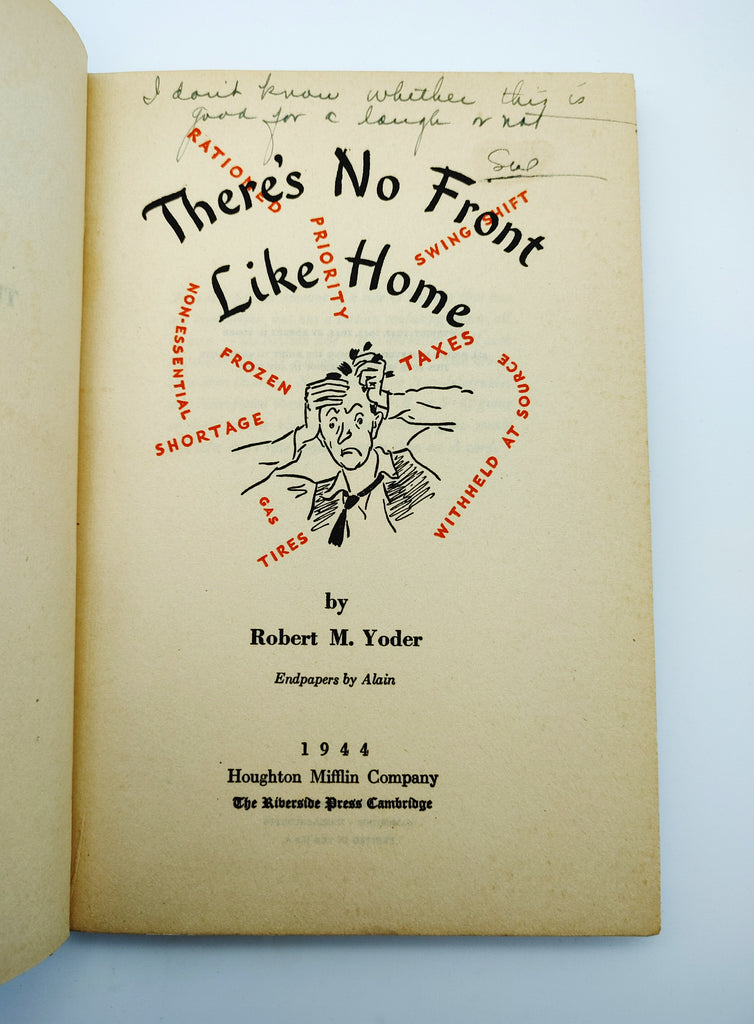 I don't know whether this is
good for a laugh or not
Sue
RATIONED
There's No Front
SWING SHIFT
PRIORITY
Like Home
NON-ESSENTIAL
FROZEN
TAXES
SHORTAGE
WITHHELD AT SOURCE
GAS
TIRES
by
Robert M. Yoder
Endpapers by Alain
1944
Houghton Mifflin Company
The Riverside Press Cambridge